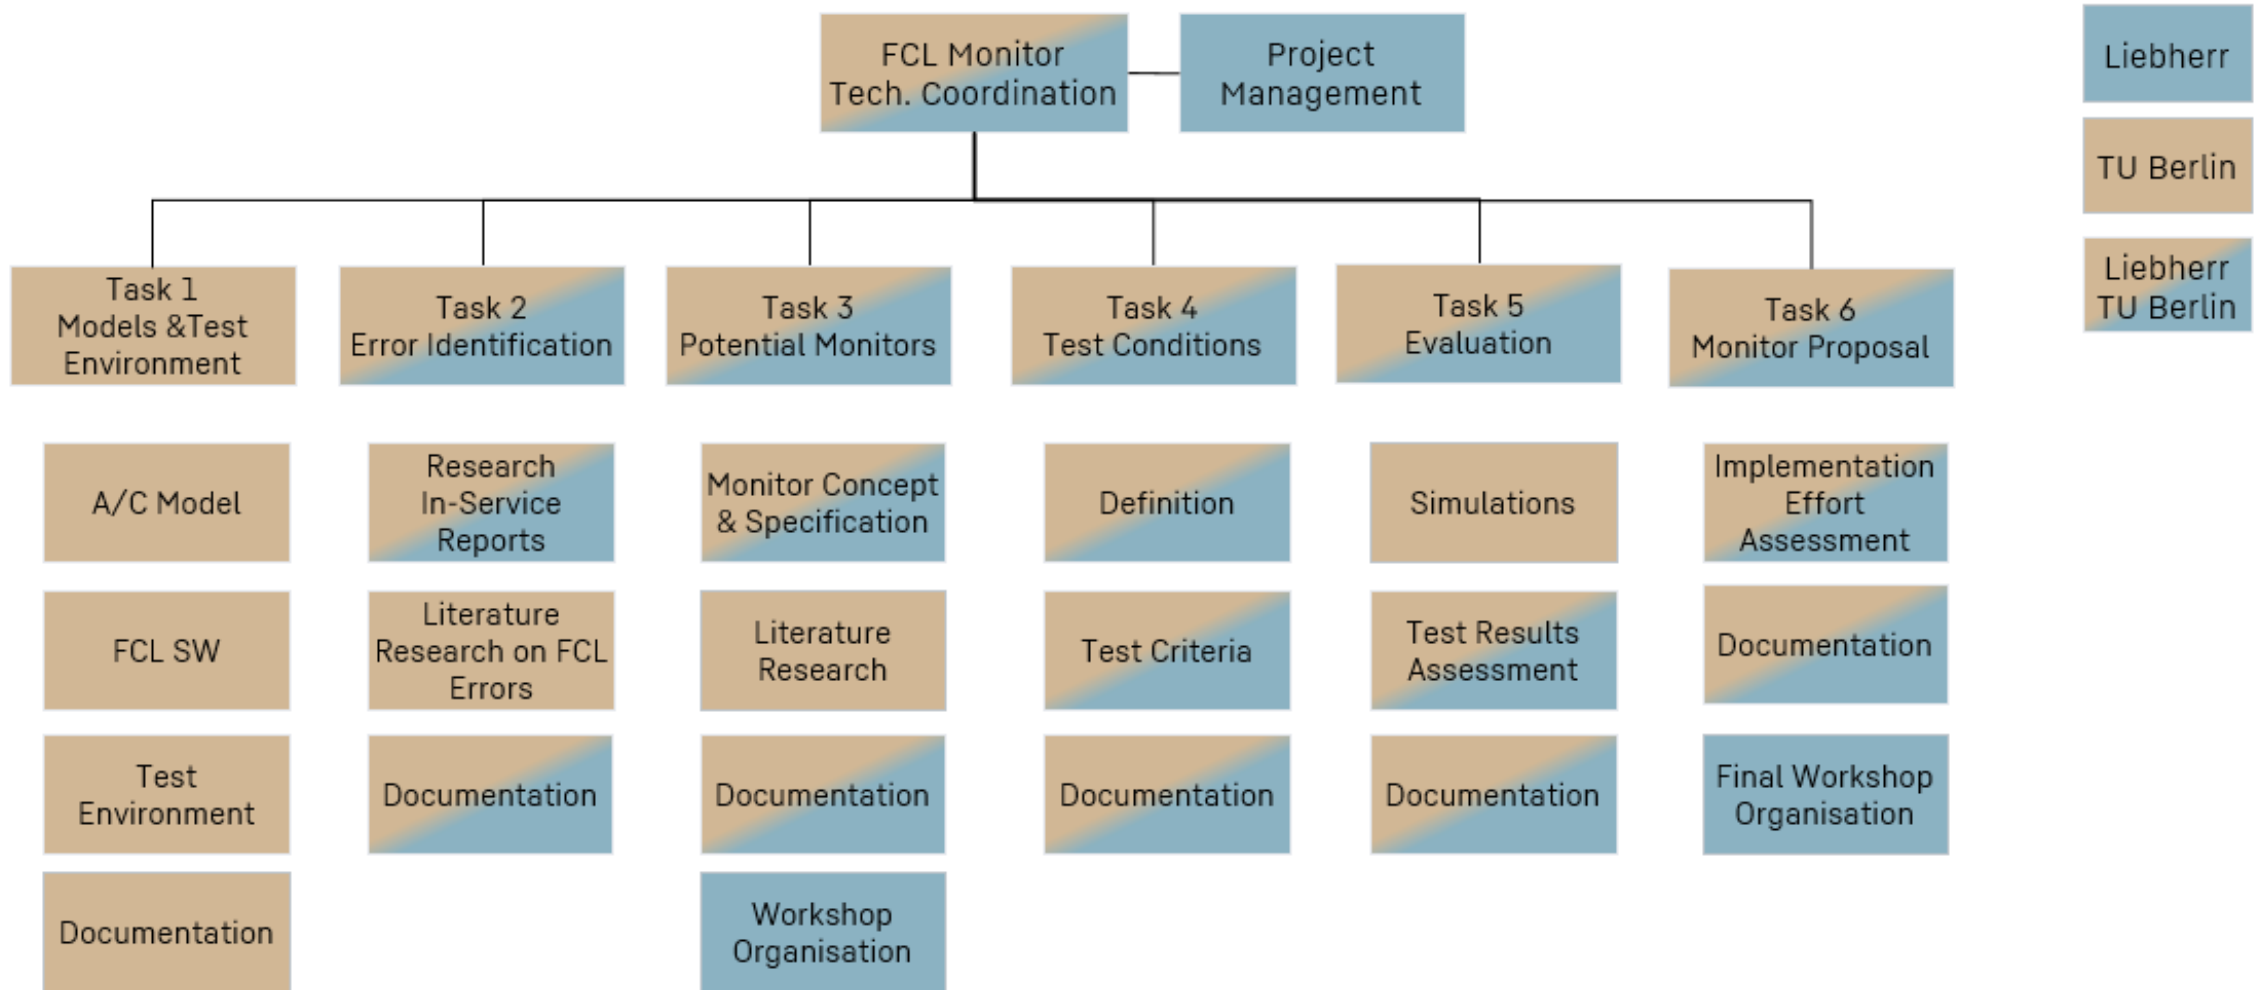 FCL Monitor
Tech. Coordination
Project
Management
Liebherr
TU Berlin
Liebherr
TU Berlin
Task 1
Models &Test
Environment
Task 2
Error Identification
Task 3
Potential Monitors
Task 4
Test Conditions
Task 5
Evaluation
Task 6
Monitor Proposal
A/C Model
Research
In-Service
Reports
Monitor Concept
& Specification
Definition
Simulations
Implementation
Effort
Assessment
FCL SW
Literature
Research on FCL
Errors
Literature
Research
Test Criteria
Test Results
Assessment
Documentation
Test
Environment
Documentation
Documentation
Documentation
Documentation
Final Workshop
Organisation
Documentation
Workshop
Organisation